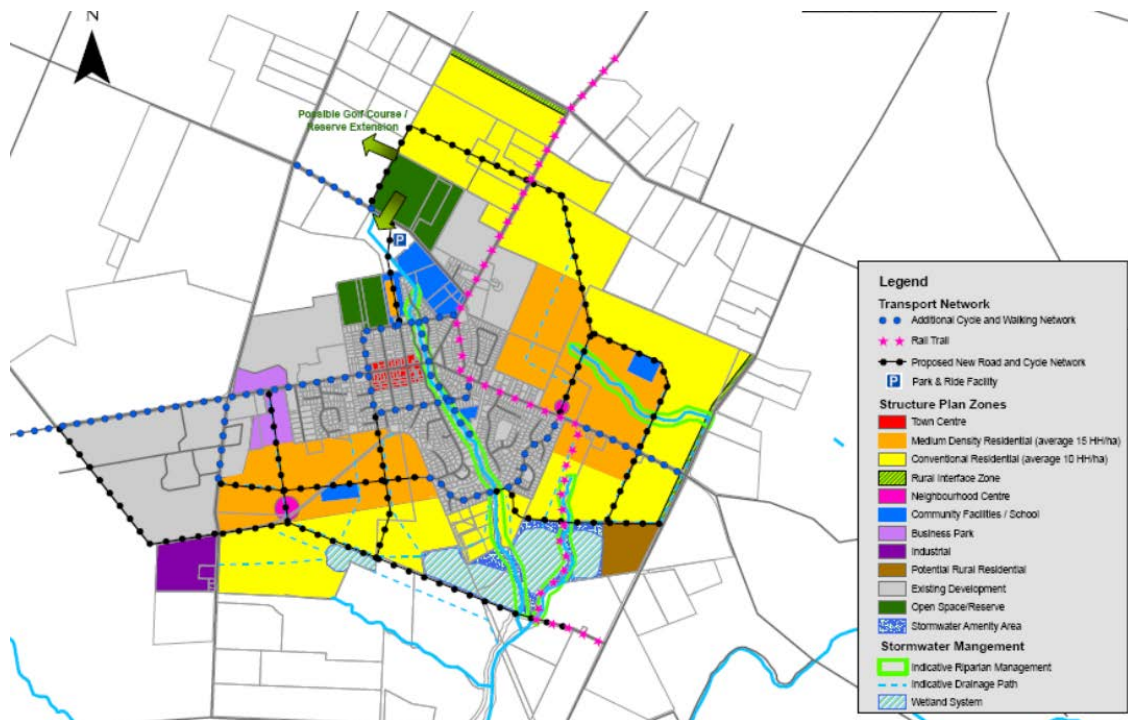 N
Possible Golf Course /
Reserve Extension
P
Legend
Transport Network
Additional Cycle and Walking Network
Rail Trail
Proposed New Road and Cycle Network
P Park & Ride Facility
Structure Plan Zones
Town Centre
Medium Density Residential (average 15 HH/ha)
Conventional Residential (average 10 HH/ha)
Rural Interface Zone
Neighbourhood Centre
Community Facilities / School
Business Park
Industrial
Potential Rural Residential
Existing Development
Open Space/Reserve
Stormwater Amenity Area
Stormwater Mangement
Indicative Riparian Management
Indicative Drainage Path
Wetland System